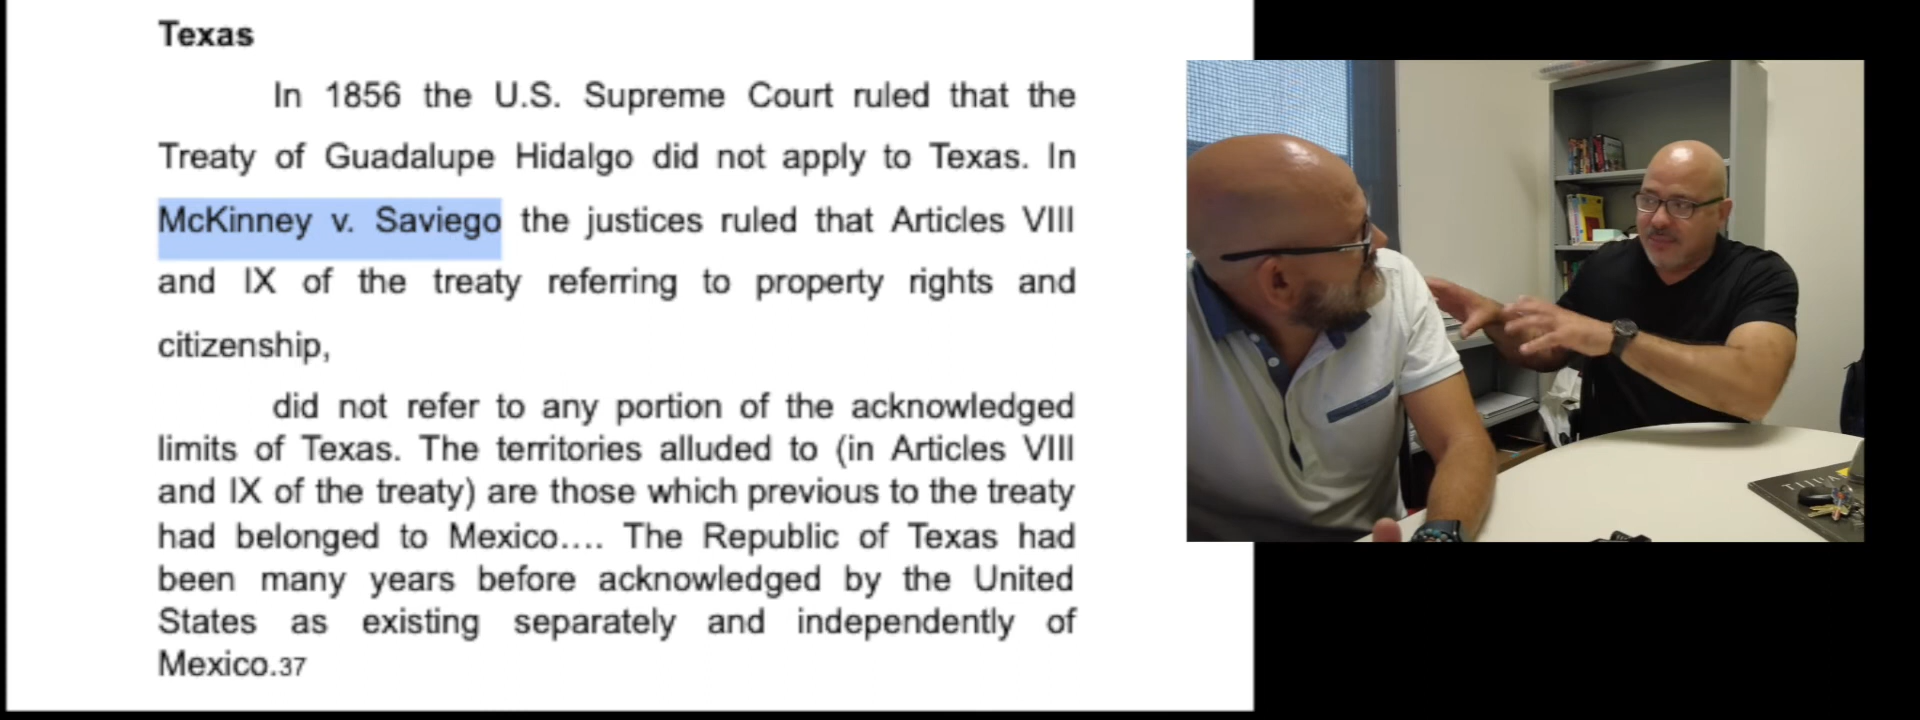 Texas
In 1856 the U.S. Supreme Court ruled that the
Treaty of Guadalupe Hidalgo did not apply to Texas. In
McKinney v. Saviego the justices ruled that Articles VIII
and IX of the treaty referring to property rights and
citizenship,
did not refer to any portion of the acknowledged
limits of Texas. The territories alluded to (in Articles VIII
and IX of the treaty) are those which previous to the treaty
had belonged to Mexico.... The Republic of Texas had
been many years before acknowledged by the United
States as existing separately and independently of
Mexico.37